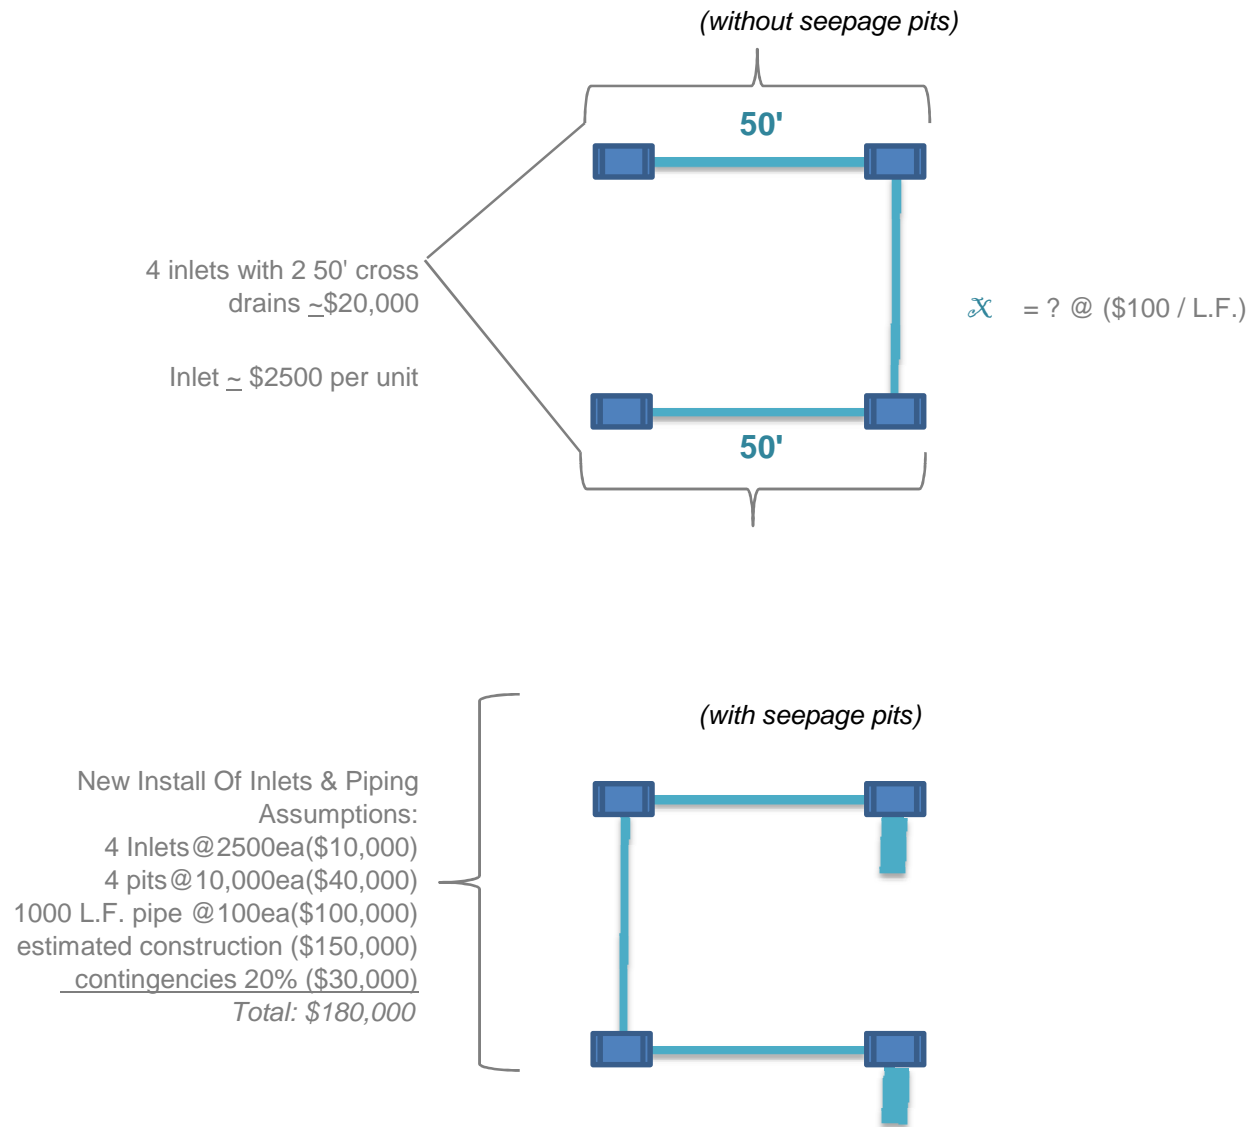 (without seepage pits)
50'
4 inlets with 2 50' cross
drains ~$20,000
Inlet ~ $2500 per unit
x = ? @ ($100 / L.F.)
50'
(with seepage pits)
New Install Of Inlets & Piping
Assumptions:
4 Inlets@2500ea($10,000)
4 pits@10,000ea($40,000)
1000 L.F. pipe @100ea($100,000)
estimated construction ($150,000)
contingencies 20% ($30,000)
Total: $180,000